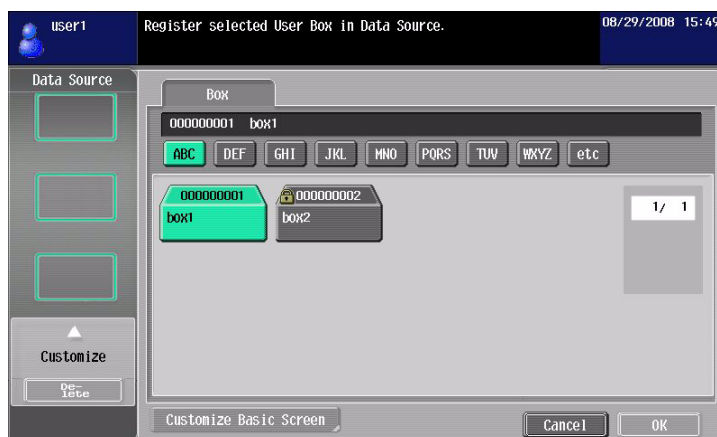 user1
Register selected User Box in Data Source.
08/29/2008 15:49
Data Source
Box
000000001 box1
ABC DEF GHI JKL MNO PQRS TUV WXYZ etc
000000001
box1
000000002
box2
1/ 1
Customize
De-
lete
Customize Basic Screen
Cancel
OK